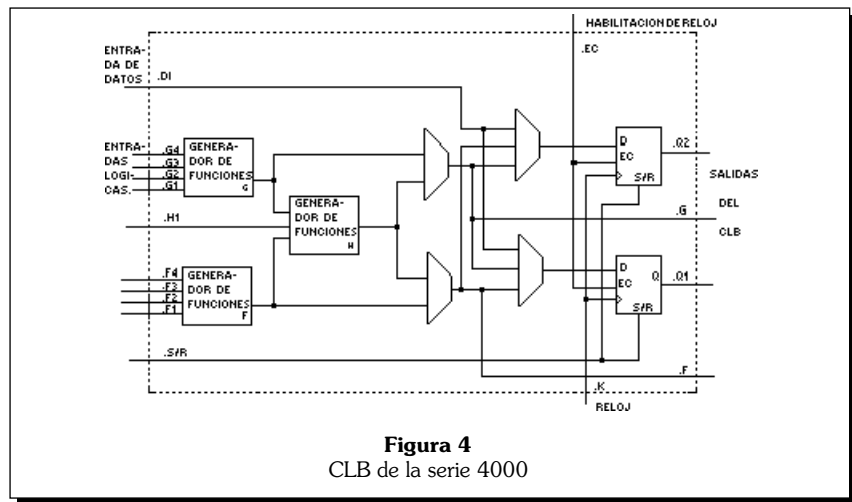 HABILITACION DE RELOJ
.EC
ENTRA-
DA DE
DATOS
.DI
ENTRA-
DAS
LOGI-
CAS.
.G4
.G3
.G2
.G1
GENERA-
DOR DE
FUNCIONES
G
.H1
GENERA-
DOR DE
FUNCIONES
H
.F4
.F3
.F2
.F1
GENERA-
DOR DE
FUNCIONES
F
.S/R
D
EC
S/R
.Q2
SALIDAS
.G
DEL
CLB
D
Q
EC
S/R
.Q1
.F
.K
RELOJ
Figura 4
CLB de la serie 4000